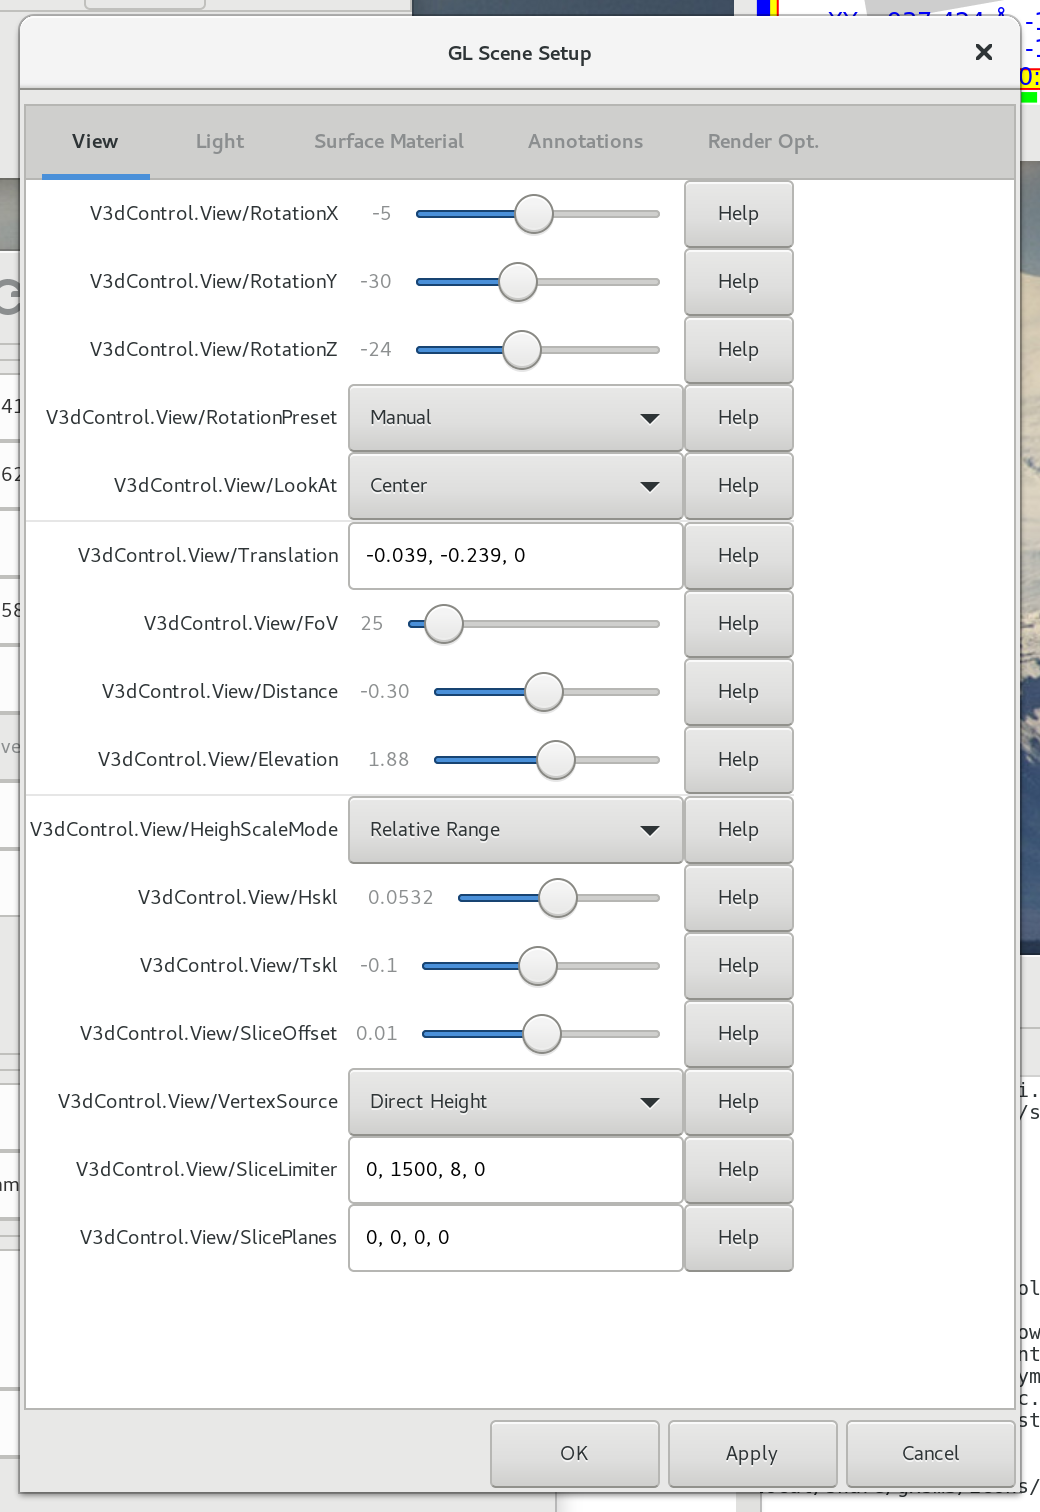 GL Scene Setup
View Light Surface Material Annotations Render Opt.
V3dControl.View/RotationX -5 Help
V3dControl.View/RotationY -30 Help
V3dControl.View/RotationZ -24 Help
V3dControl.View/RotationPreset Manual Help
V3dControl.View/LookAt Center Help
V3dControl.View/Translation -0.039, -0.239, 0 Help
V3dControl.View/FoV 25 Help
V3dControl.View/Distance -0.30 Help
V3dControl.View/Elevation 1.88 Help
V3dControl.View/HeighScaleMode Relative Range Help
V3dControl.View/Hskl 0.0532 Help
V3dControl.View/Tskl -0.1 Help
V3dControl.View/SliceOffset 0.01 Help
V3dControl.View/VertexSource Direct Height Help
V3dControl.View/SliceLimiter 0, 1500, 8, 0 Help
V3dControl.View/SlicePlanes 0, 0, 0, 0 Help
OK Apply Cancel